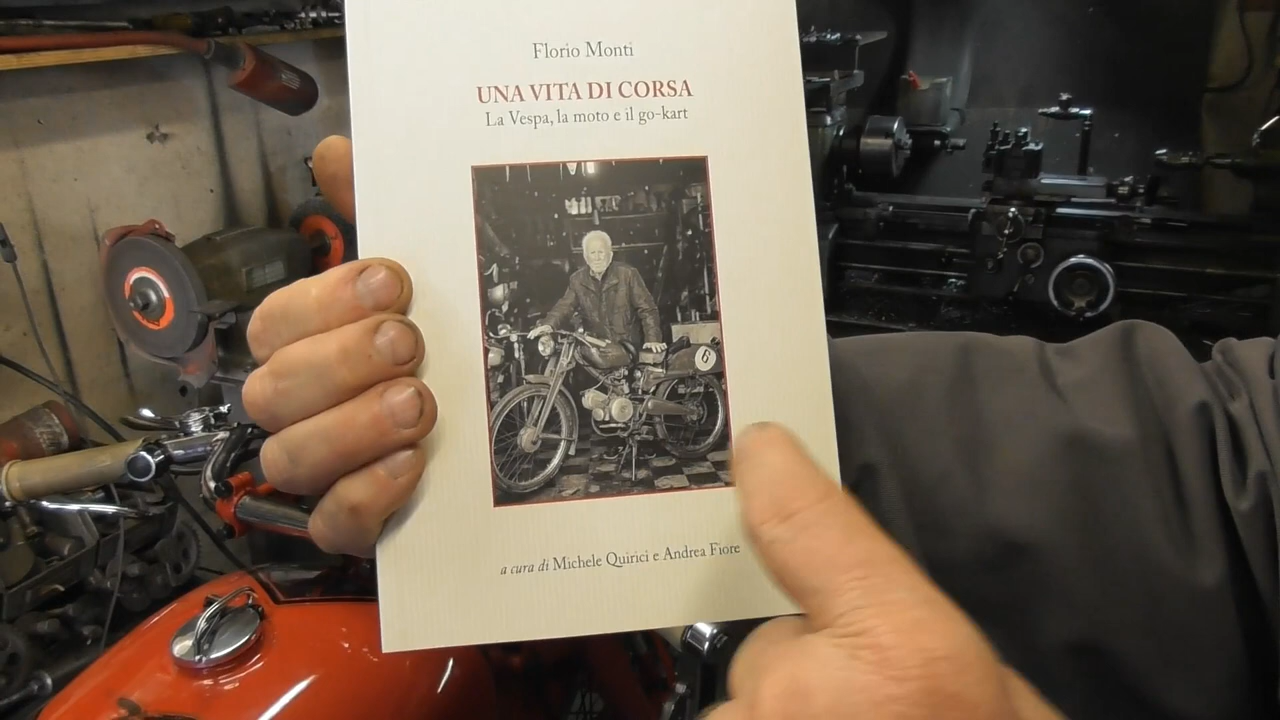 Florio Monti
UNA VITA DI CORSA
La Vespa, la moto e il go-kart
6
a cura di Michele Quirici e Andrea Fiore